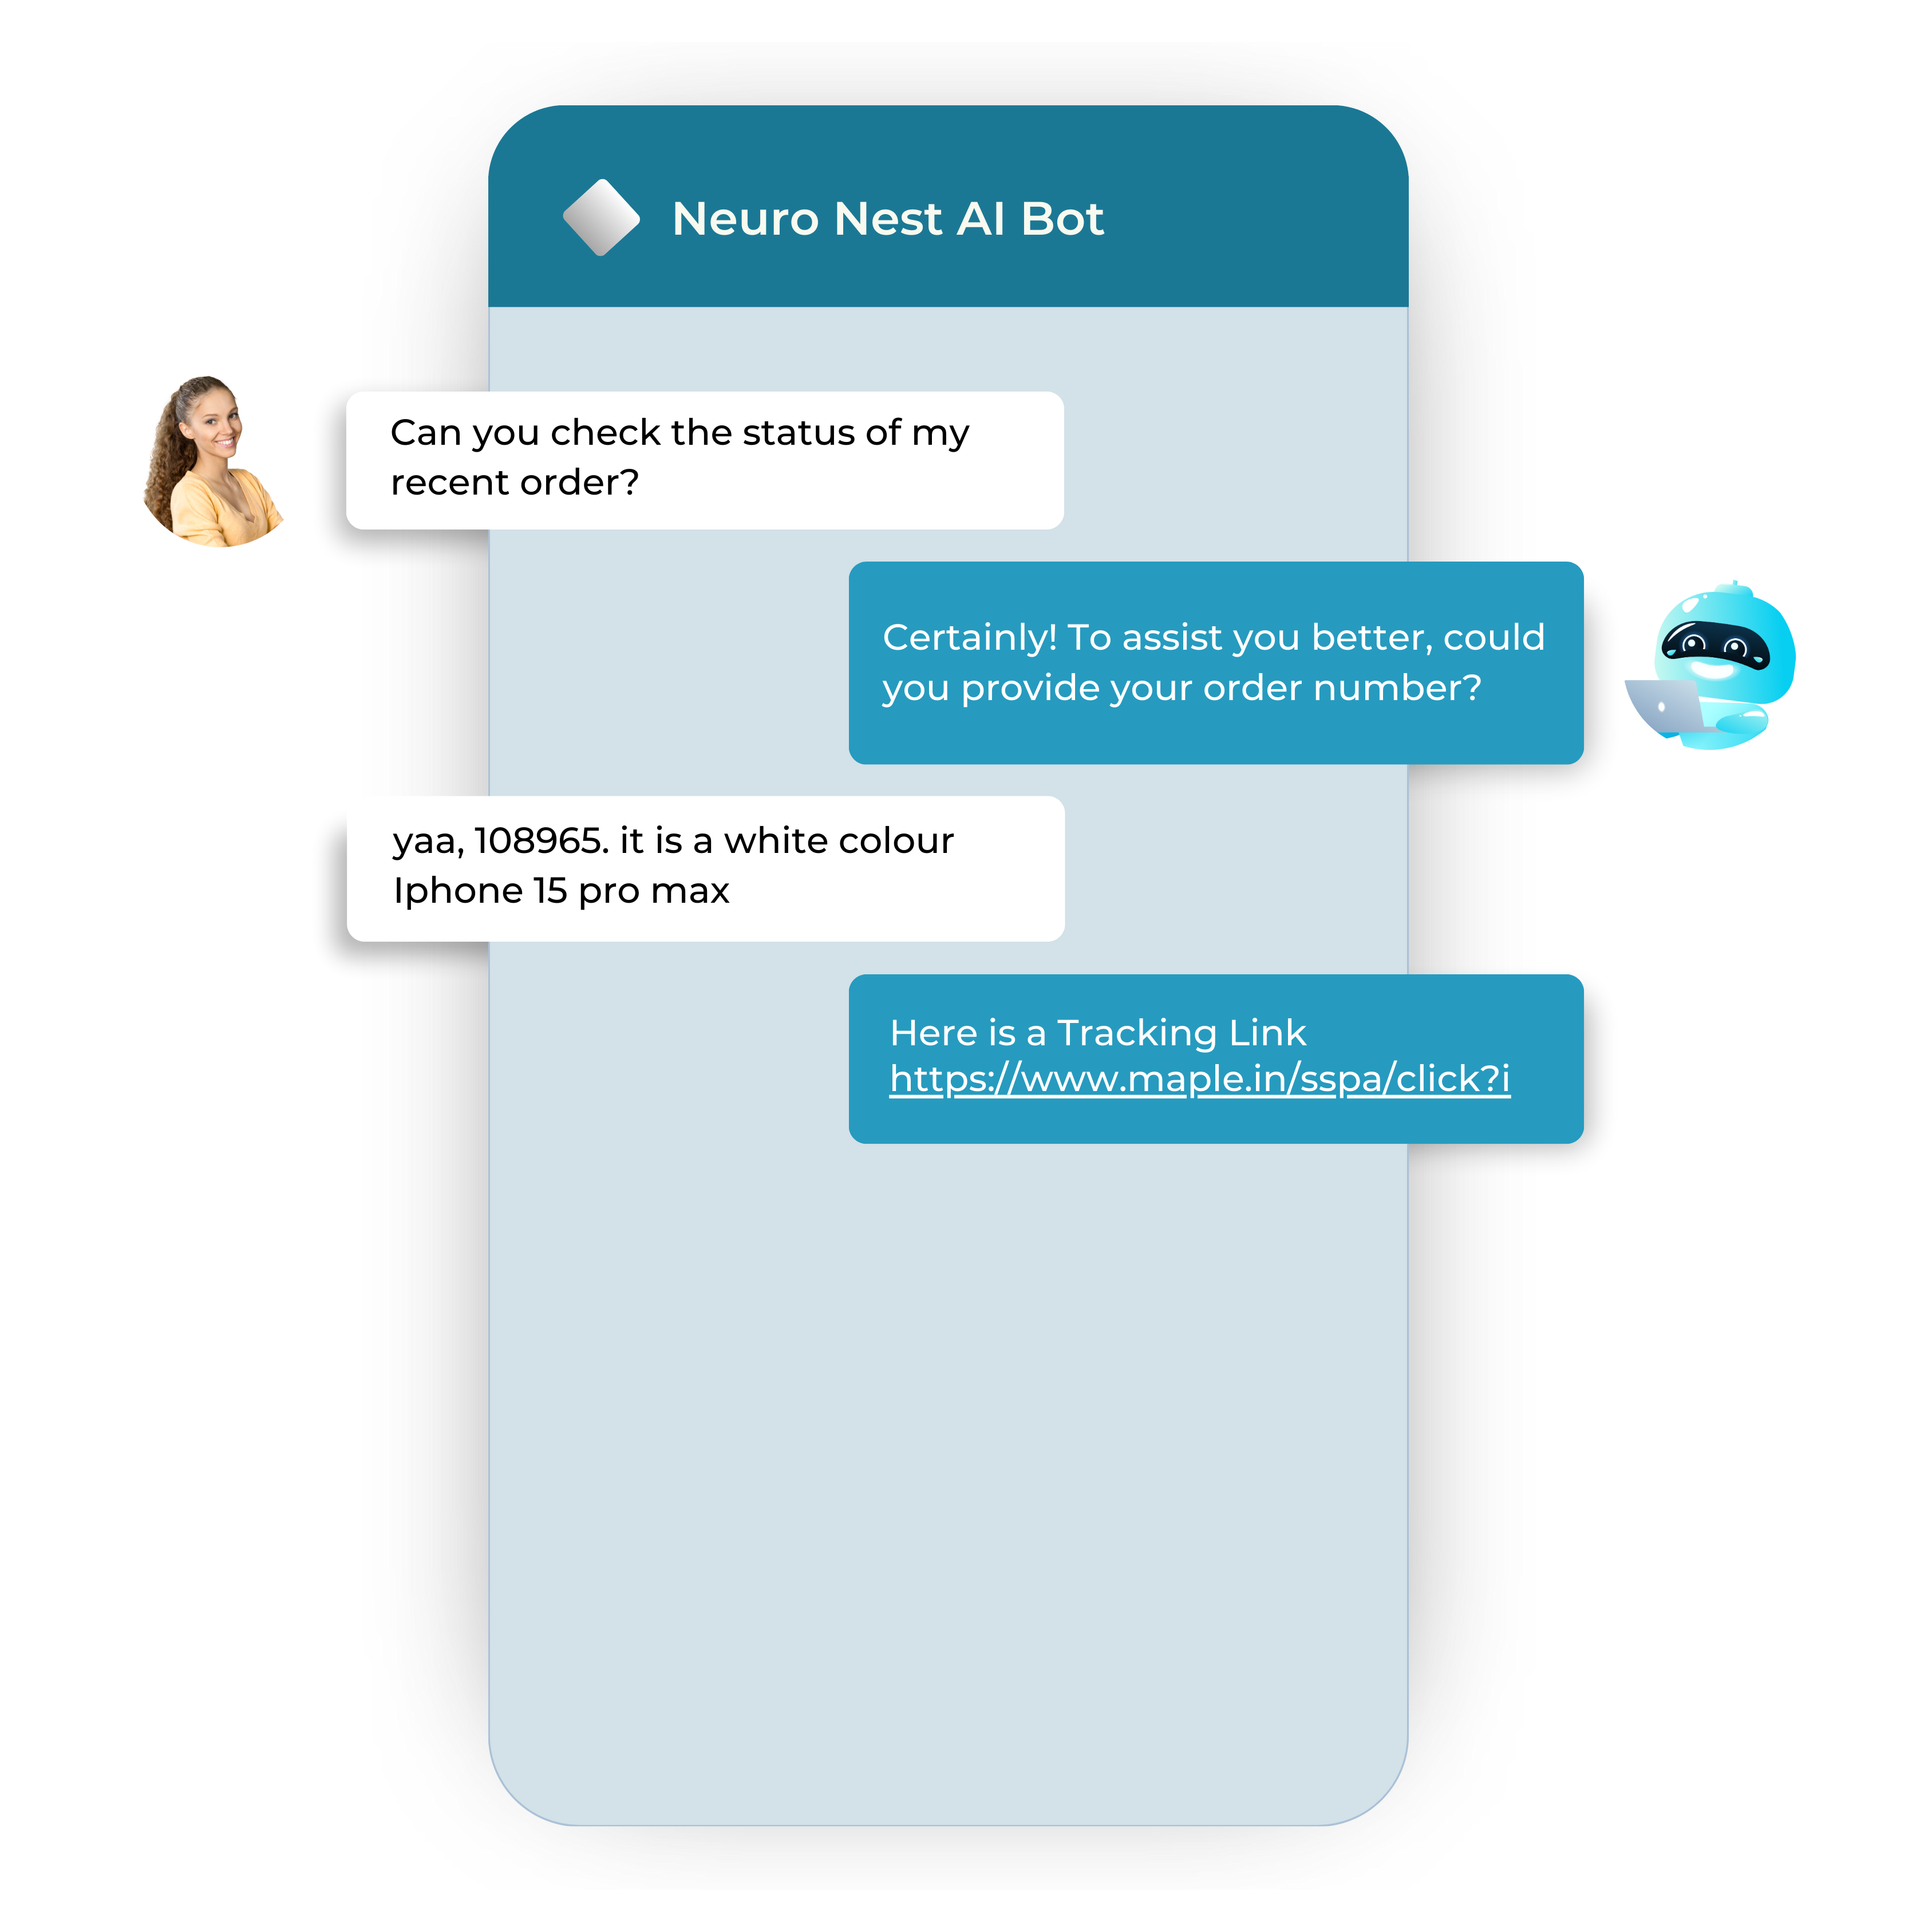 Neuro Nest AI Bot
Can you check the status of my
recent order?
Certainly! To assist you better, could
you provide your order number?
yaa, 108965. it is a white colour
Iphone 15 pro max
Here is a Tracking Link
https://www.maple.in/sspa/click?i